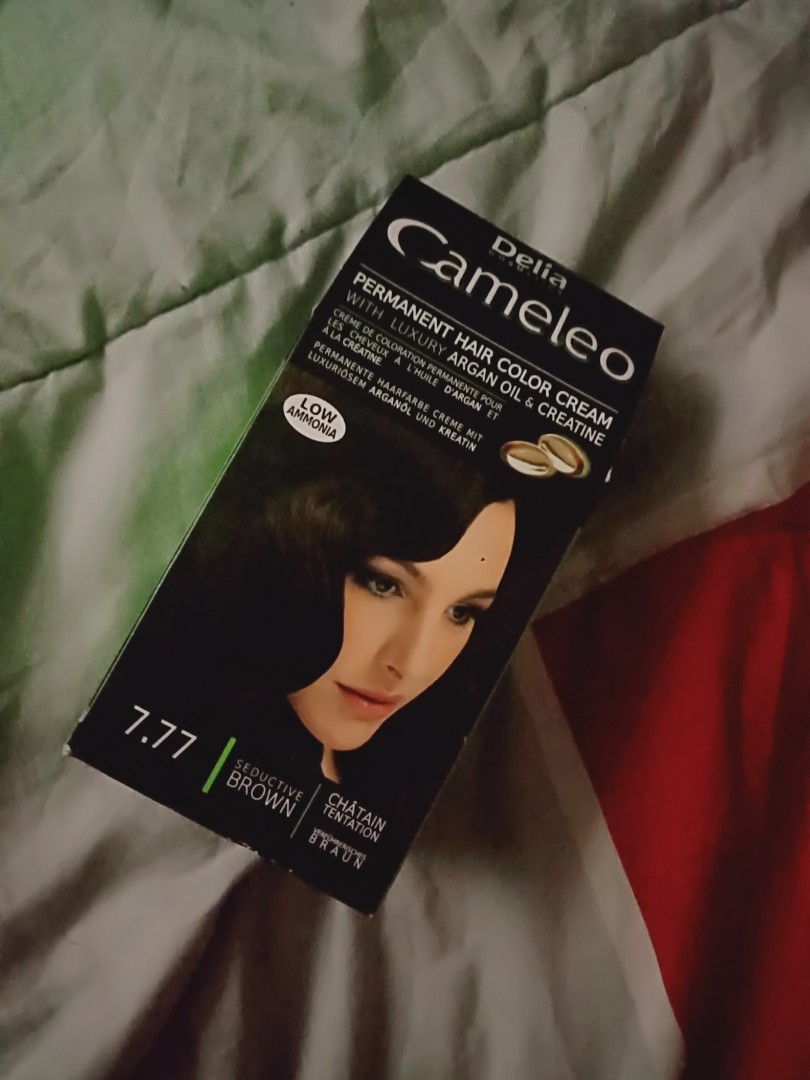 Delia
COSMETICS
Cameleo
PERMANENT HAIR COLOR CREAM
WITH LUXURY ARGAN OIL & CREATINE
CRÈME DE COLORATION PERMANENTE POUR
LES CHEVEUX À L'HUILE D'ARGAN ET
À LA CRÉATINE
PERMANENTE HAARFARBE CREME MIT
LUXURIÖSEM ARGANÖL UND KREATIN
LOW
AMMONIA
7.77
SEDUCTIVE
BROWN
CHÂTAIN
TENTATION
VERFÜHRERISCHES
BRAUN